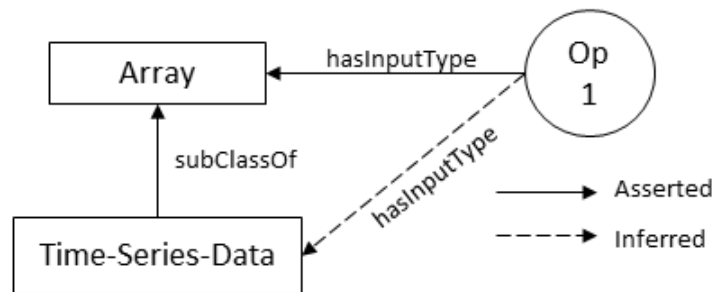 Array
hasInputType
Op
1
subClassOf
hasInputType
Asserted
Time-Series-Data
Inferred